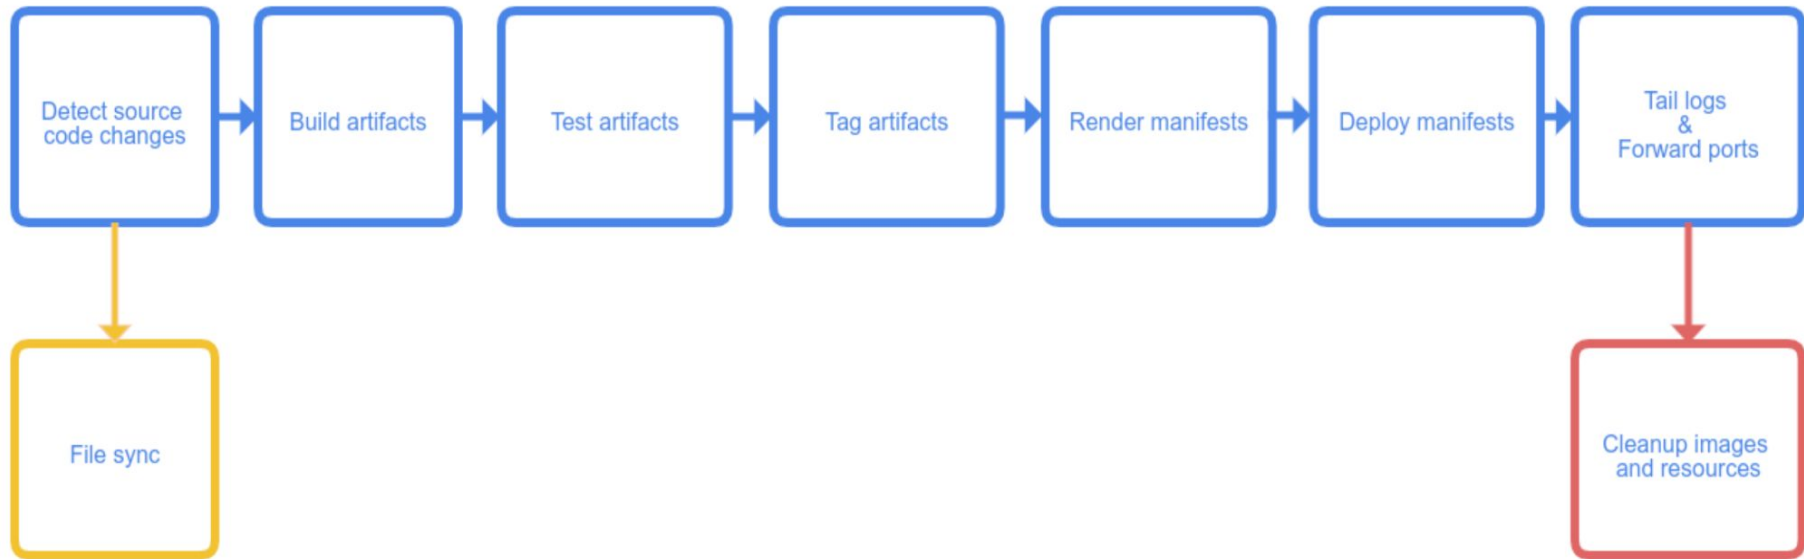 Detect source
code changes
Build artifacts
Test artifacts
Tag artifacts
Render manifests
Deploy manifests
Tail logs
&
Forward ports
File sync
Cleanup images
and resources